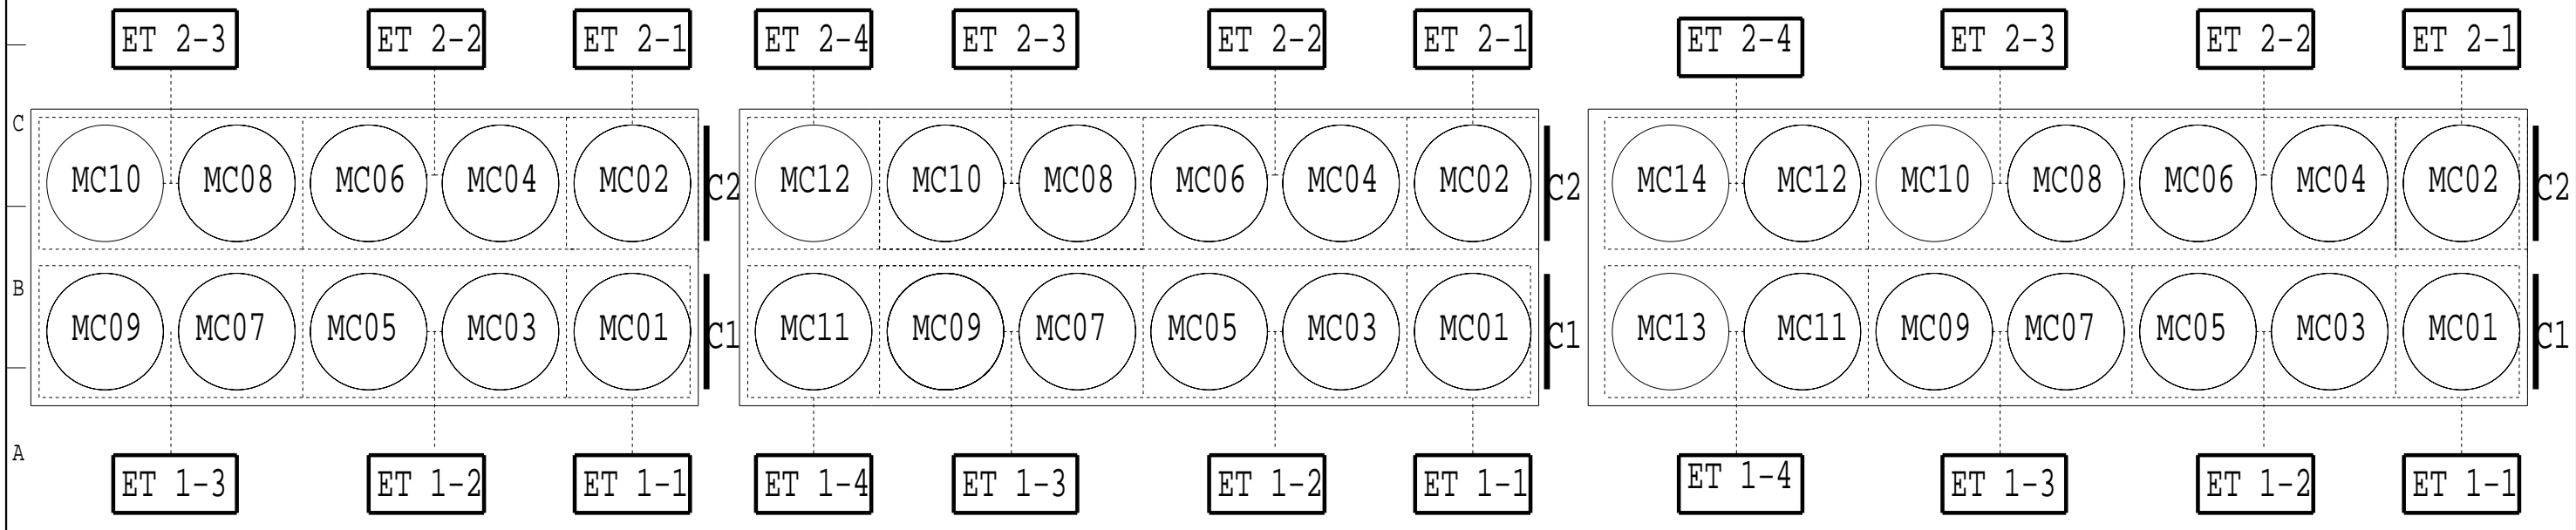 ET 2-3 ET 2-2 ET 2-1 ET 2-4 ET 2-3 ET 2-2 ET 2-1 ET 2-4 ET 2-3 ET 2-2 ET 2-1
C
MC10 MC08 MC06 MC04 MC02 C2 MC12 MC10 MC08 MC06 MC04 MC02 C2 MC14 MC12 MC10 MC08 MC06 MC04 MC02 C2
B
MC09 MC07 MC05 MC03 MC01 C1 MC11 MC09 MC07 MC05 MC03 MC01 C1 MC13 MC11 MC09 MC07 MC05 MC03 MC01 C1
A
ET 1-3 ET 1-2 ET 1-1 ET 1-4 ET 1-3 ET 1-2 ET 1-1 ET 1-4 ET 1-3 ET 1-2 ET 1-1